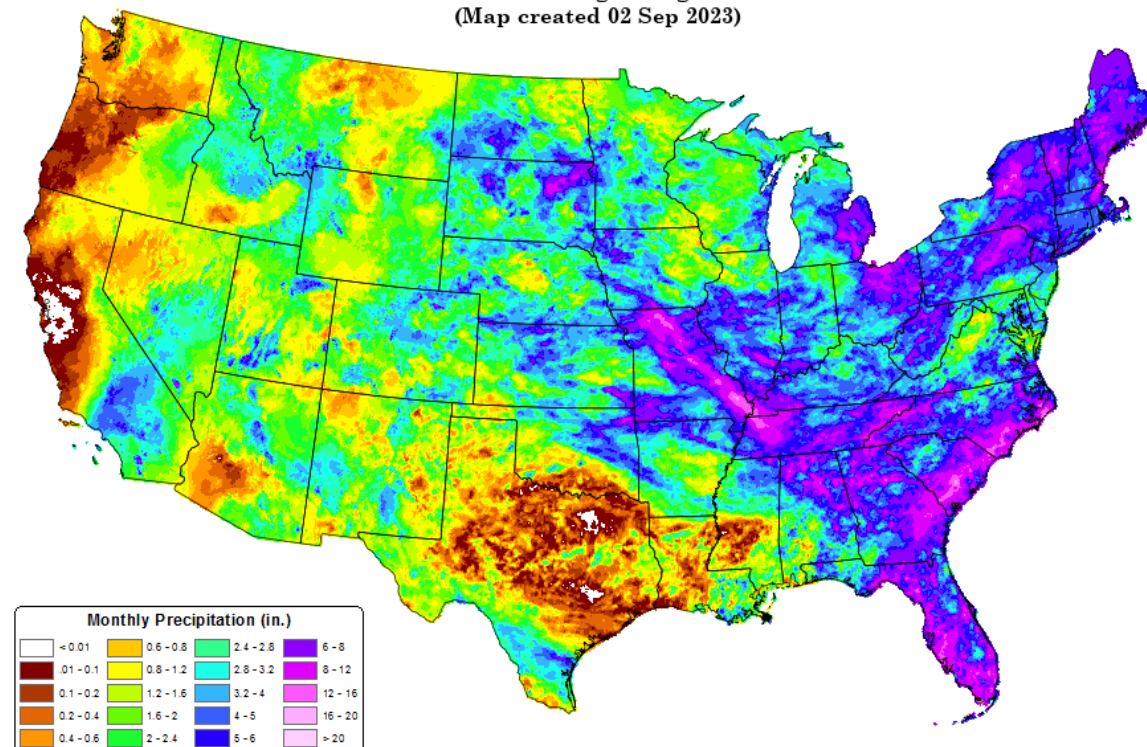 (Map created 02 Sep 2023)
Monthly Precipitation (in.)
< 0.01
.01 - 0.1
0.1 - 0.2
0.2 - 0.4
0.4 - 0.6
0.6 - 0.8
0.8 - 1.2
1.2 - 1.6
1.6 - 2
2 - 2.4
2.4 - 2.8
2.8 - 3.2
3.2 - 4
4 - 5
5 - 6
6 - 8
8 - 12
12 - 16
16 - 20
> 20